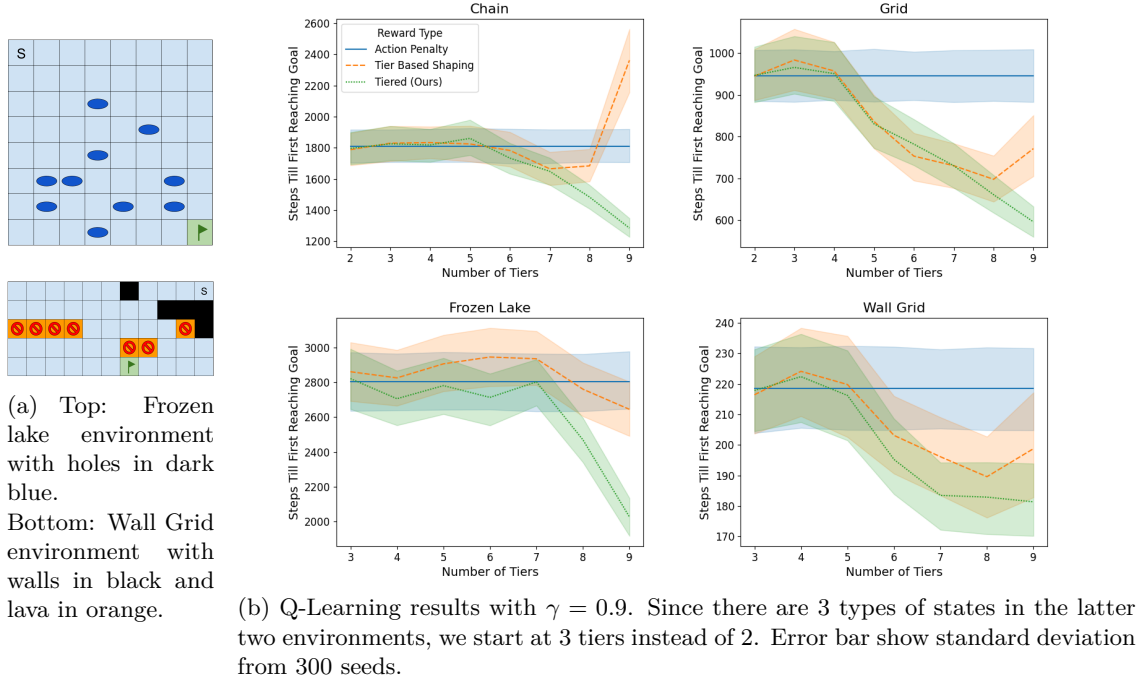 S
S
(a) Top: Frozen
lake environment
with holes in dark
blue.
Bottom: Wall Grid
environment with
walls in black and
lava in orange.
Chain
Steps Till First Reaching Goal
2600
2400
2200
2000
1800
1600
1400
1200
Reward Type
Action Penalty
Tier Based Shaping
Tiered (Ours)
2 3 4 5 6 7 8 9
Number of Tiers
Grid
Steps Till First Reaching Goal
1000
900
800
700
600
2 3 4 5 6 7 8 9
Number of Tiers
Frozen Lake
Steps Till First Reaching Goal
3000
2800
2600
2400
2200
2000
3 4 5 6 7 8 9
Number of Tiers
Wall Grid
Steps Till First Reaching Goal
240
230
220
210
200
190
180
170
3 4 5 6 7 8 9
Number of Tiers
(b) Q-Learning results with γ = 0.9. Since there are 3 types of states in the latter
two environments, we start at 3 tiers instead of 2. Error bar show standard deviation
from 300 seeds.